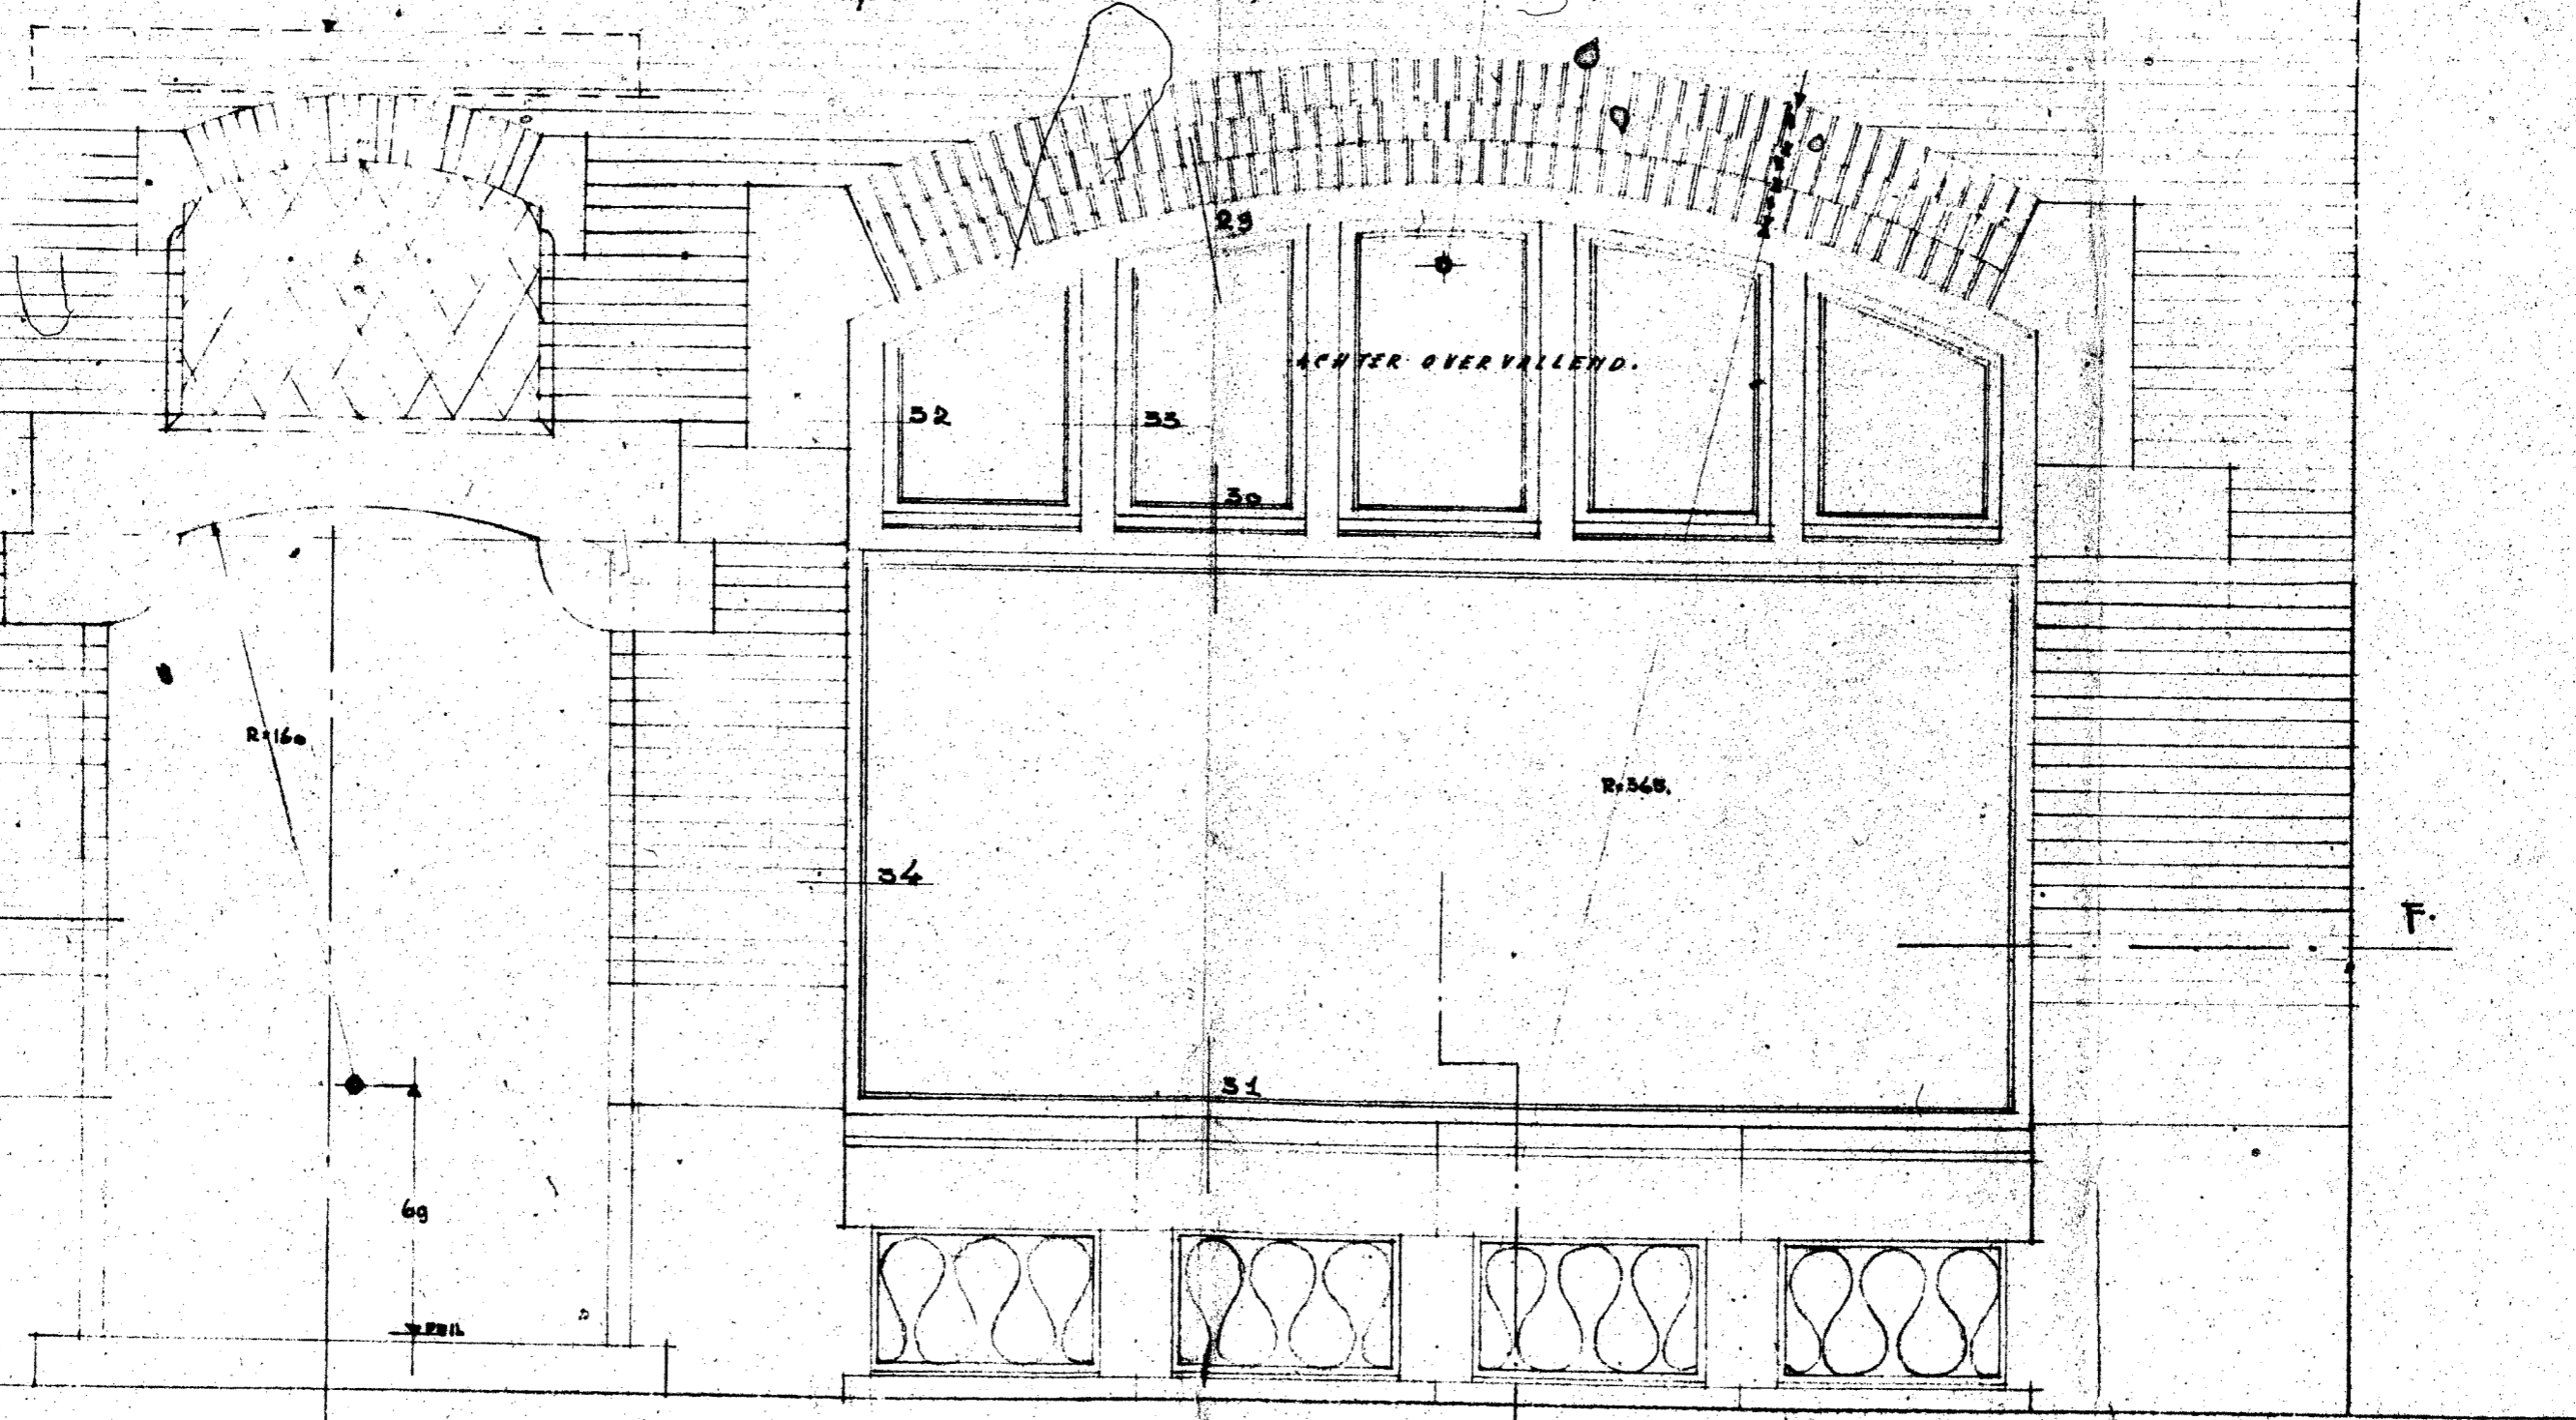 29
ACHTER OVERVALLEND.
32
33
30
R=160
R=365.
34
F.
31
69
PEIL